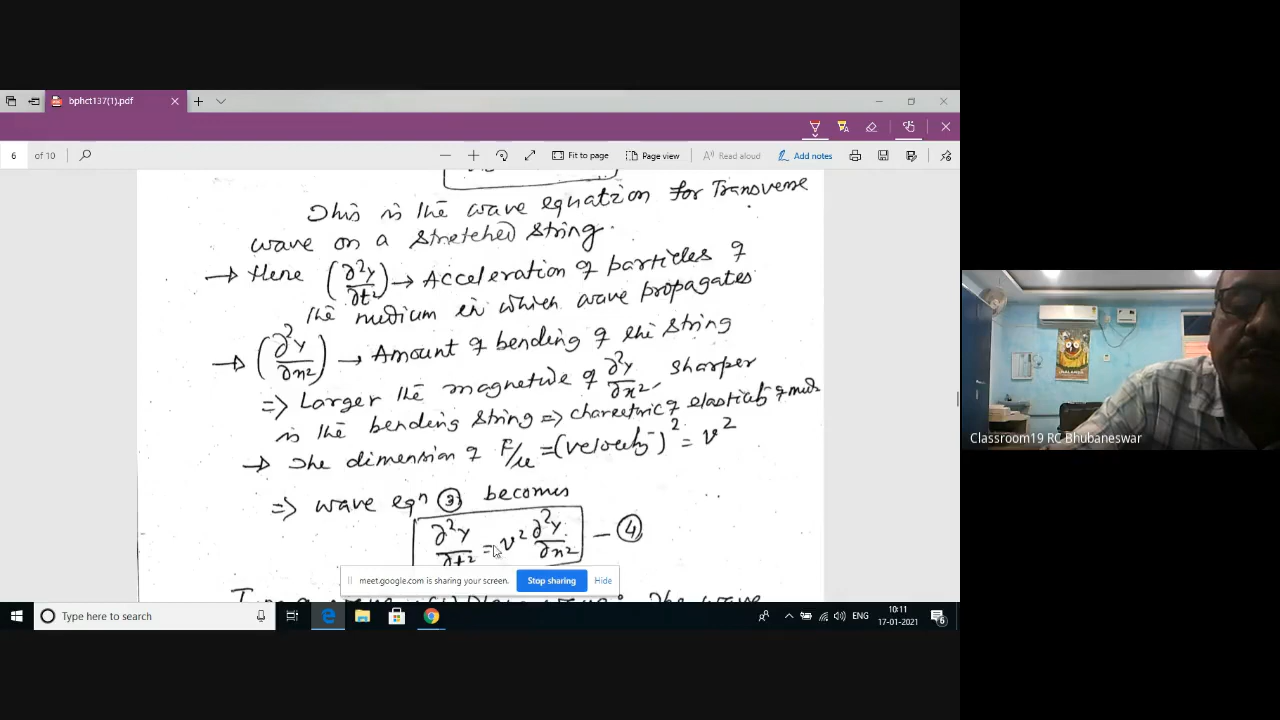 bphct137(1).pdf
6 of 10
Fit to page
Page view
Read aloud
Add notes
This is the wave equation for Transverse
wave on a stretched string.
→ Here (∂²y/∂t²) → Acceleration of particles of
the medium in which wave propagates
→ (∂²y/∂x²) → Amount of bending of the string
⇒ Larger the magnetude of ∂²y/∂x², sharper
is the bending string ⇒ of elasticity of
→ The dimension of F/μ = (velocity)² = v²
⇒ wave eqn ③ becomes
∂²y/∂t² = v² ∂²y/∂x² — ④
The wave
meet.google.com is sharing your screen.
Stop sharing
Hide
Classroom19 RC Bhubaneswar
Type here to search
ENG
10:11
17-01-2021
6